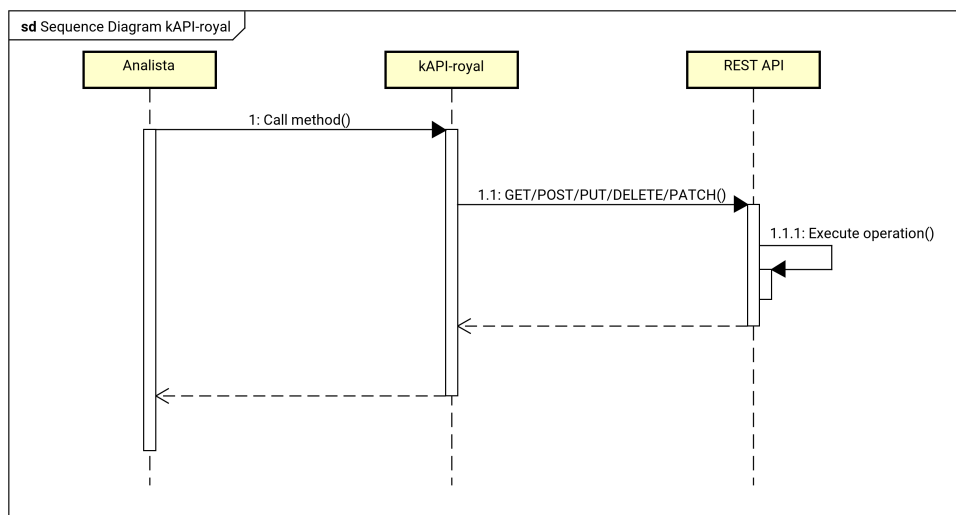 sd Sequence Diagram kAPI-royal
Analista
kAPI-royal
REST API
1: Call method()
1.1: GET/POST/PUT/DELETE/PATCH()
1.1.1: Execute operation()